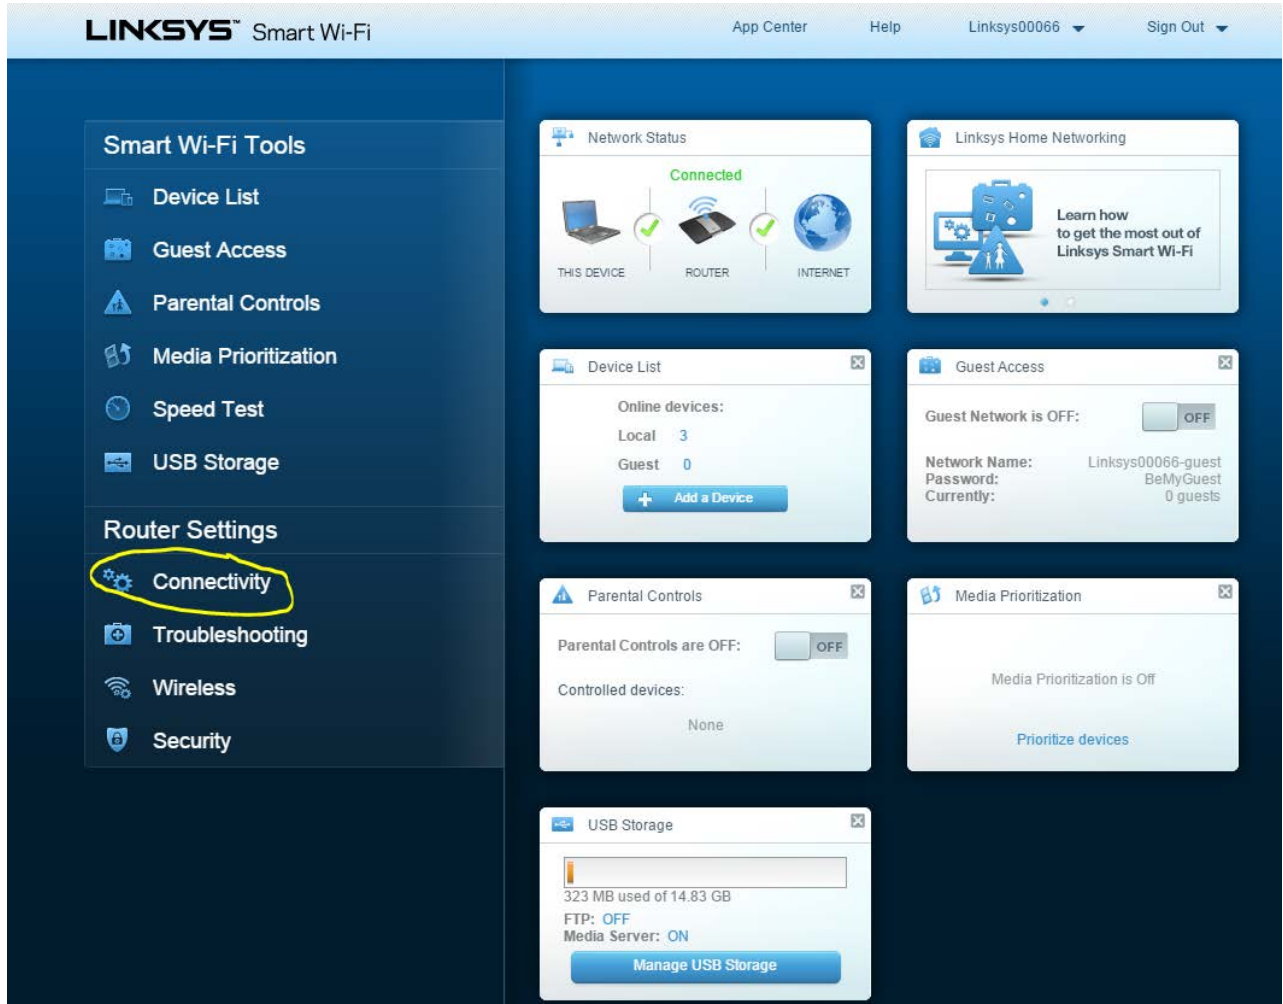 LINKSYS™ Smart Wi-Fi
App Center Help Linksys00066 Sign Out
Smart Wi-Fi Tools
Device List
Guest Access
Parental Controls
Media Prioritization
Speed Test
USB Storage
Router Settings
Connectivity
Troubleshooting
Wireless
Security
Network Status
Connected
THIS DEVICE ROUTER INTERNET
Linksys Home Networking
Learn how
to get the most out of
Linksys Smart Wi-Fi
Device List
Online devices:
Local 3
Guest 0
Add a Device
Guest Access
Guest Network is OFF: OFF
Network Name: Linksys00066-guest
Password: BeMyGuest
Currently: 0 guests
Parental Controls
Parental Controls are OFF: OFF
Controlled devices:
None
Media Prioritization
Media Prioritization is Off
Prioritize devices
USB Storage
323 MB used of 14.83 GB
FTP: OFF
Media Server: ON
Manage USB Storage